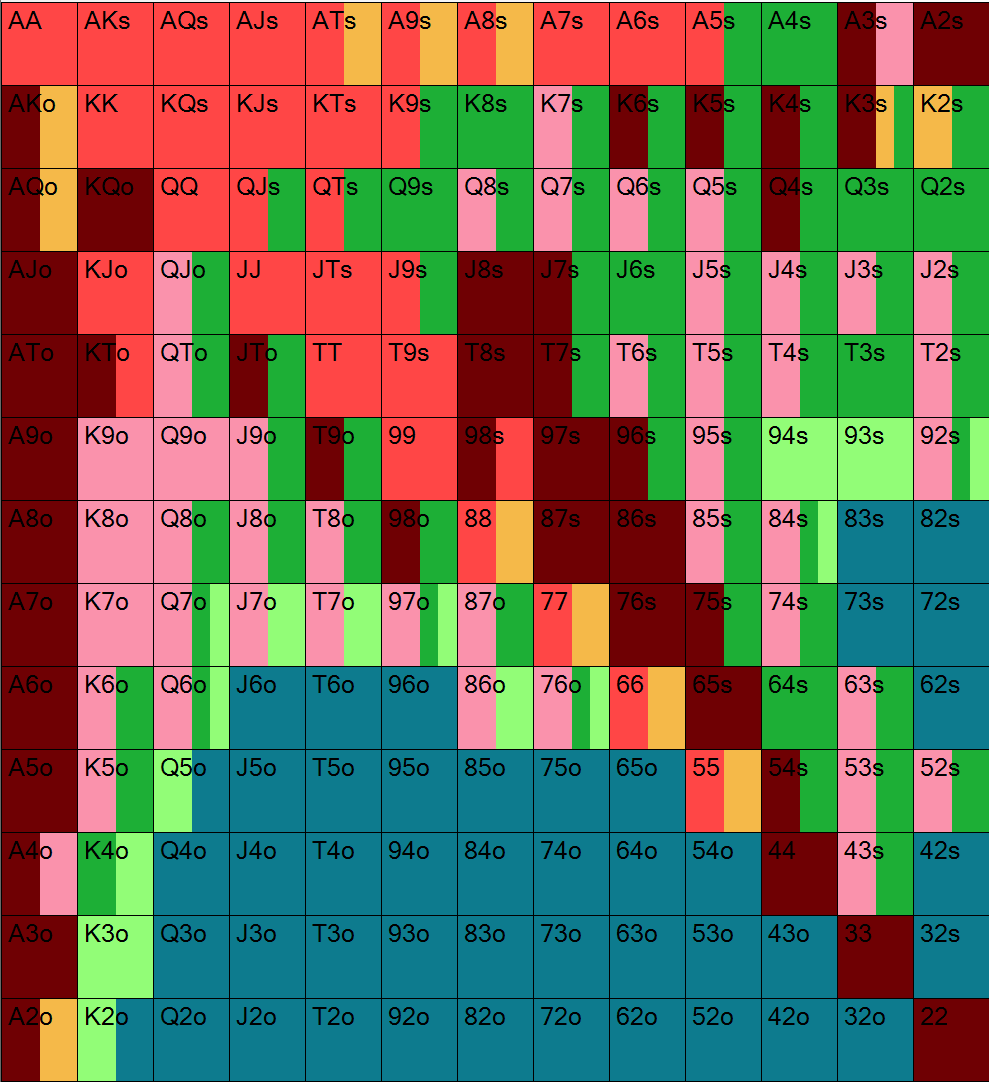 AA AKs AQs AJs ATs A9s A8s A7s A6s A5s A4s A3s A2s
AKo KK KQs KJs KTs K9s K8s K7s K6s K5s K4s K3s K2s
AQo KQo QQ QJs QTs Q9s Q8s Q7s Q6s Q5s Q4s Q3s Q2s
AJo KJo QJo JJ JTs J9s J8s J7s J6s J5s J4s J3s J2s
ATo KTo QTo JTo TT T9s T8s T7s T6s T5s T4s T3s T2s
A9o K9o Q9o J9o T9o 99 98s 97s 96s 95s 94s 93s 92s
A8o K8o Q8o J8o T8o 98o 88 87s 86s 85s 84s 83s 82s
A7o K7o Q7o J7o T7o 97o 87o 77 76s 75s 74s 73s 72s
A6o K6o Q6o J6o T6o 96o 86o 76o 66 65s 64s 63s 62s
A5o K5o Q5o J5o T5o 95o 85o 75o 65o 55 54s 53s 52s
A4o K4o Q4o J4o T4o 94o 84o 74o 64o 54o 44 43s 42s
A3o K3o Q3o J3o T3o 93o 83o 73o 63o 53o 43o 33 32s
A2o K2o Q2o J2o T2o 92o 82o 72o 62o 52o 42o 32o 22